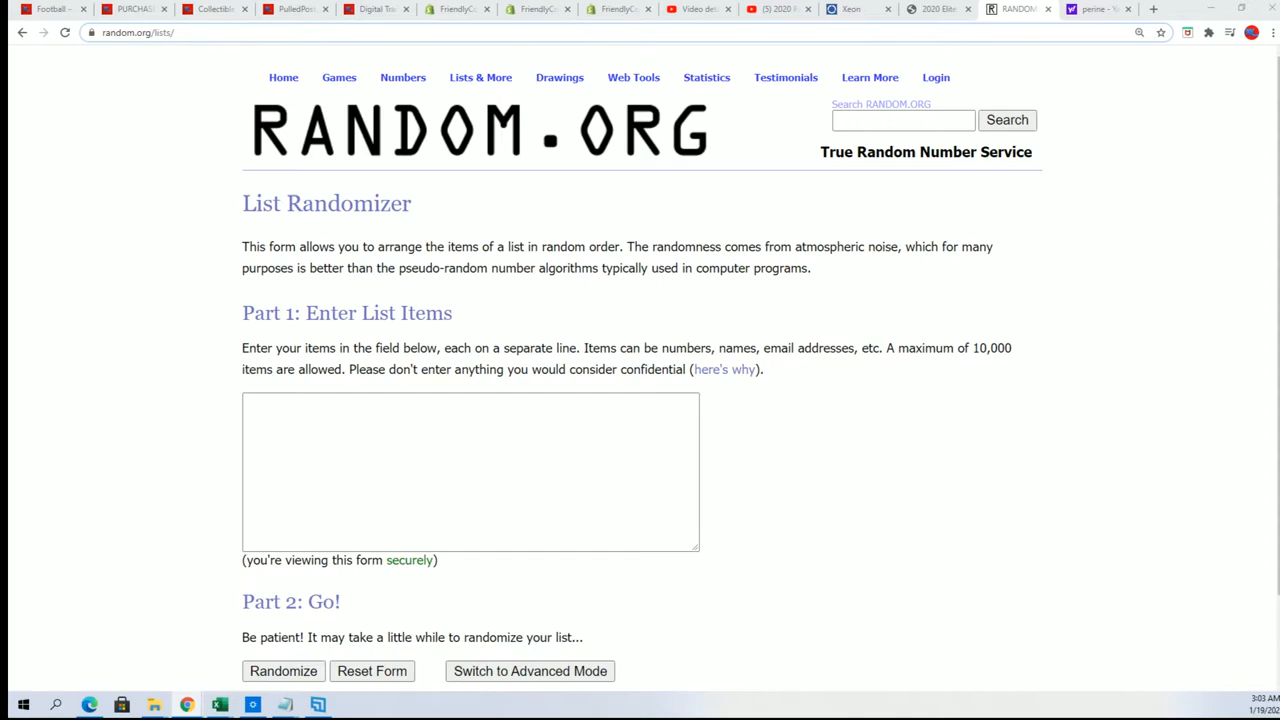 Football –
PURCHAS
Collectible
PulledPos
Digital Tra
FriendlyCo
FriendlyCo
FriendlyCo
Video det
(5) 2020 P
Xeon
2020 Elite
RANDOM
perine - Y
random.org/lists/
Home Games Numbers Lists & More Drawings Web Tools Statistics Testimonials Learn More Login
RANDOM.ORG
Search RANDOM.ORG
Search
True Random Number Service
List Randomizer
This form allows you to arrange the items of a list in random order. The randomness comes from atmospheric noise, which for many
purposes is better than the pseudo-random number algorithms typically used in computer programs.
Part 1: Enter List Items
Enter your items in the field below, each on a separate line. Items can be numbers, names, email addresses, etc. A maximum of 10,000
items are allowed. Please don't enter anything you would consider confidential (here's why).
(you're viewing this form securely)
Part 2: Go!
Be patient! It may take a little while to randomize your list...
Randomize Reset Form Switch to Advanced Mode
3:03 AM
1/19/202